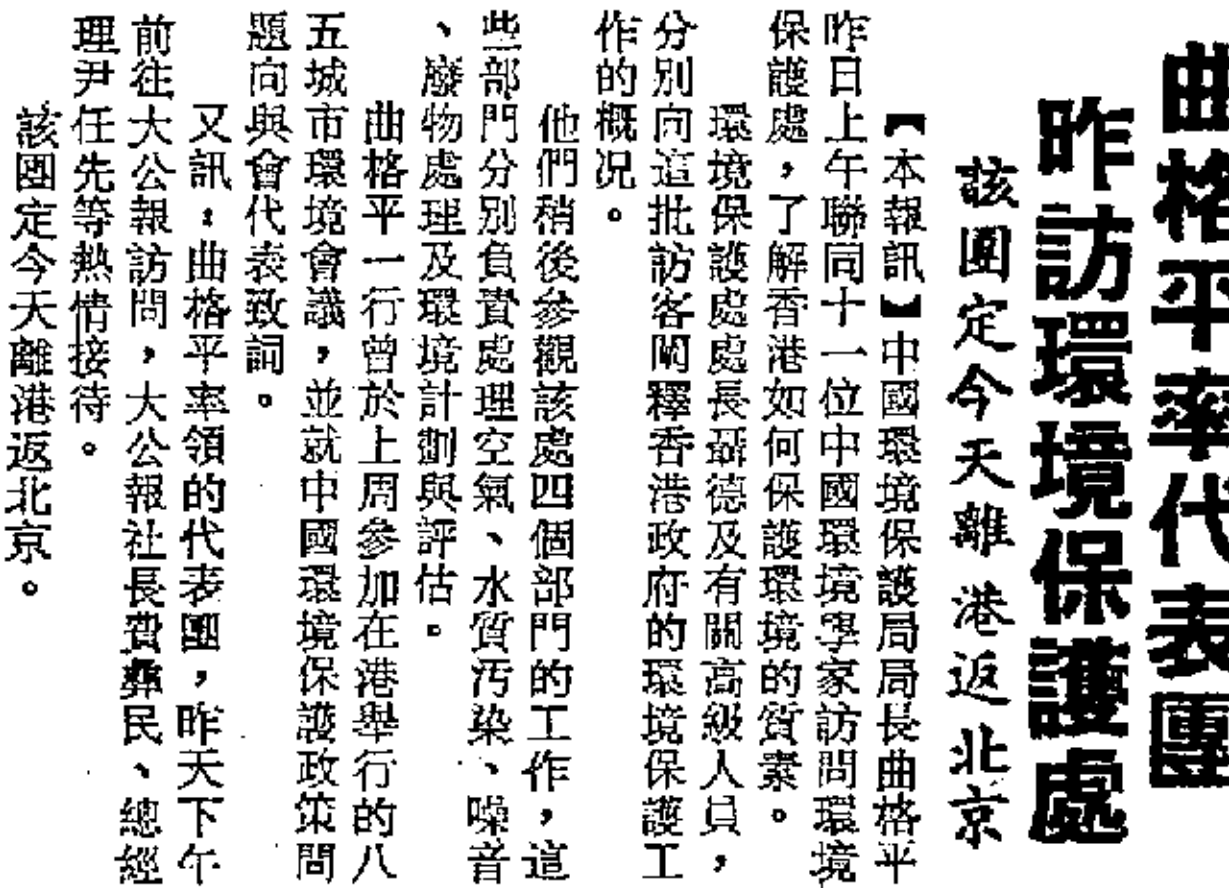 曲格平率代表團
昨訪環境保護處
該團定今天離港返北京
【本報訊】中國環境保護局局長曲格平
昨日上午聯同十一位中國環境學家訪問環境
保護處，了解香港如何保護環境的質素。
環境保護處處長聶德及有關高級人員，
分別向這批訪客闡釋香港政府的環境保護工
作的概況。
他們稍後參觀該處四個部門的工作，這
些部門分別負責處理空氣、水質汚染、噪音
、廢物處理及環境計劃與評估。
曲格平一行曾於上周參加在港舉行的八
五城市環境會議，並就中國環境保護政策問
題向與會代表致詞。
又訊：曲格平率領的代表團，昨天下午
前往大公報訪問，大公報社長費彝民、總經
理尹任先等熱情接待。
該團定今天離港返北京。